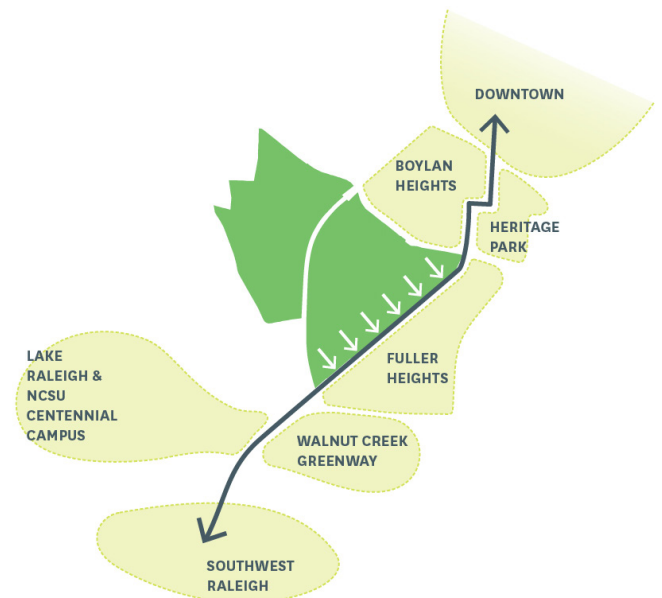 DOWNTOWN
BOYLAN
HEIGHTS
HERITAGE
PARK
FULLER
HEIGHTS
LAKE
RALEIGH &
NCSU
CENTENNIAL
CAMPUS
WALNUT CREEK
GREENWAY
SOUTHWEST
RALEIGH